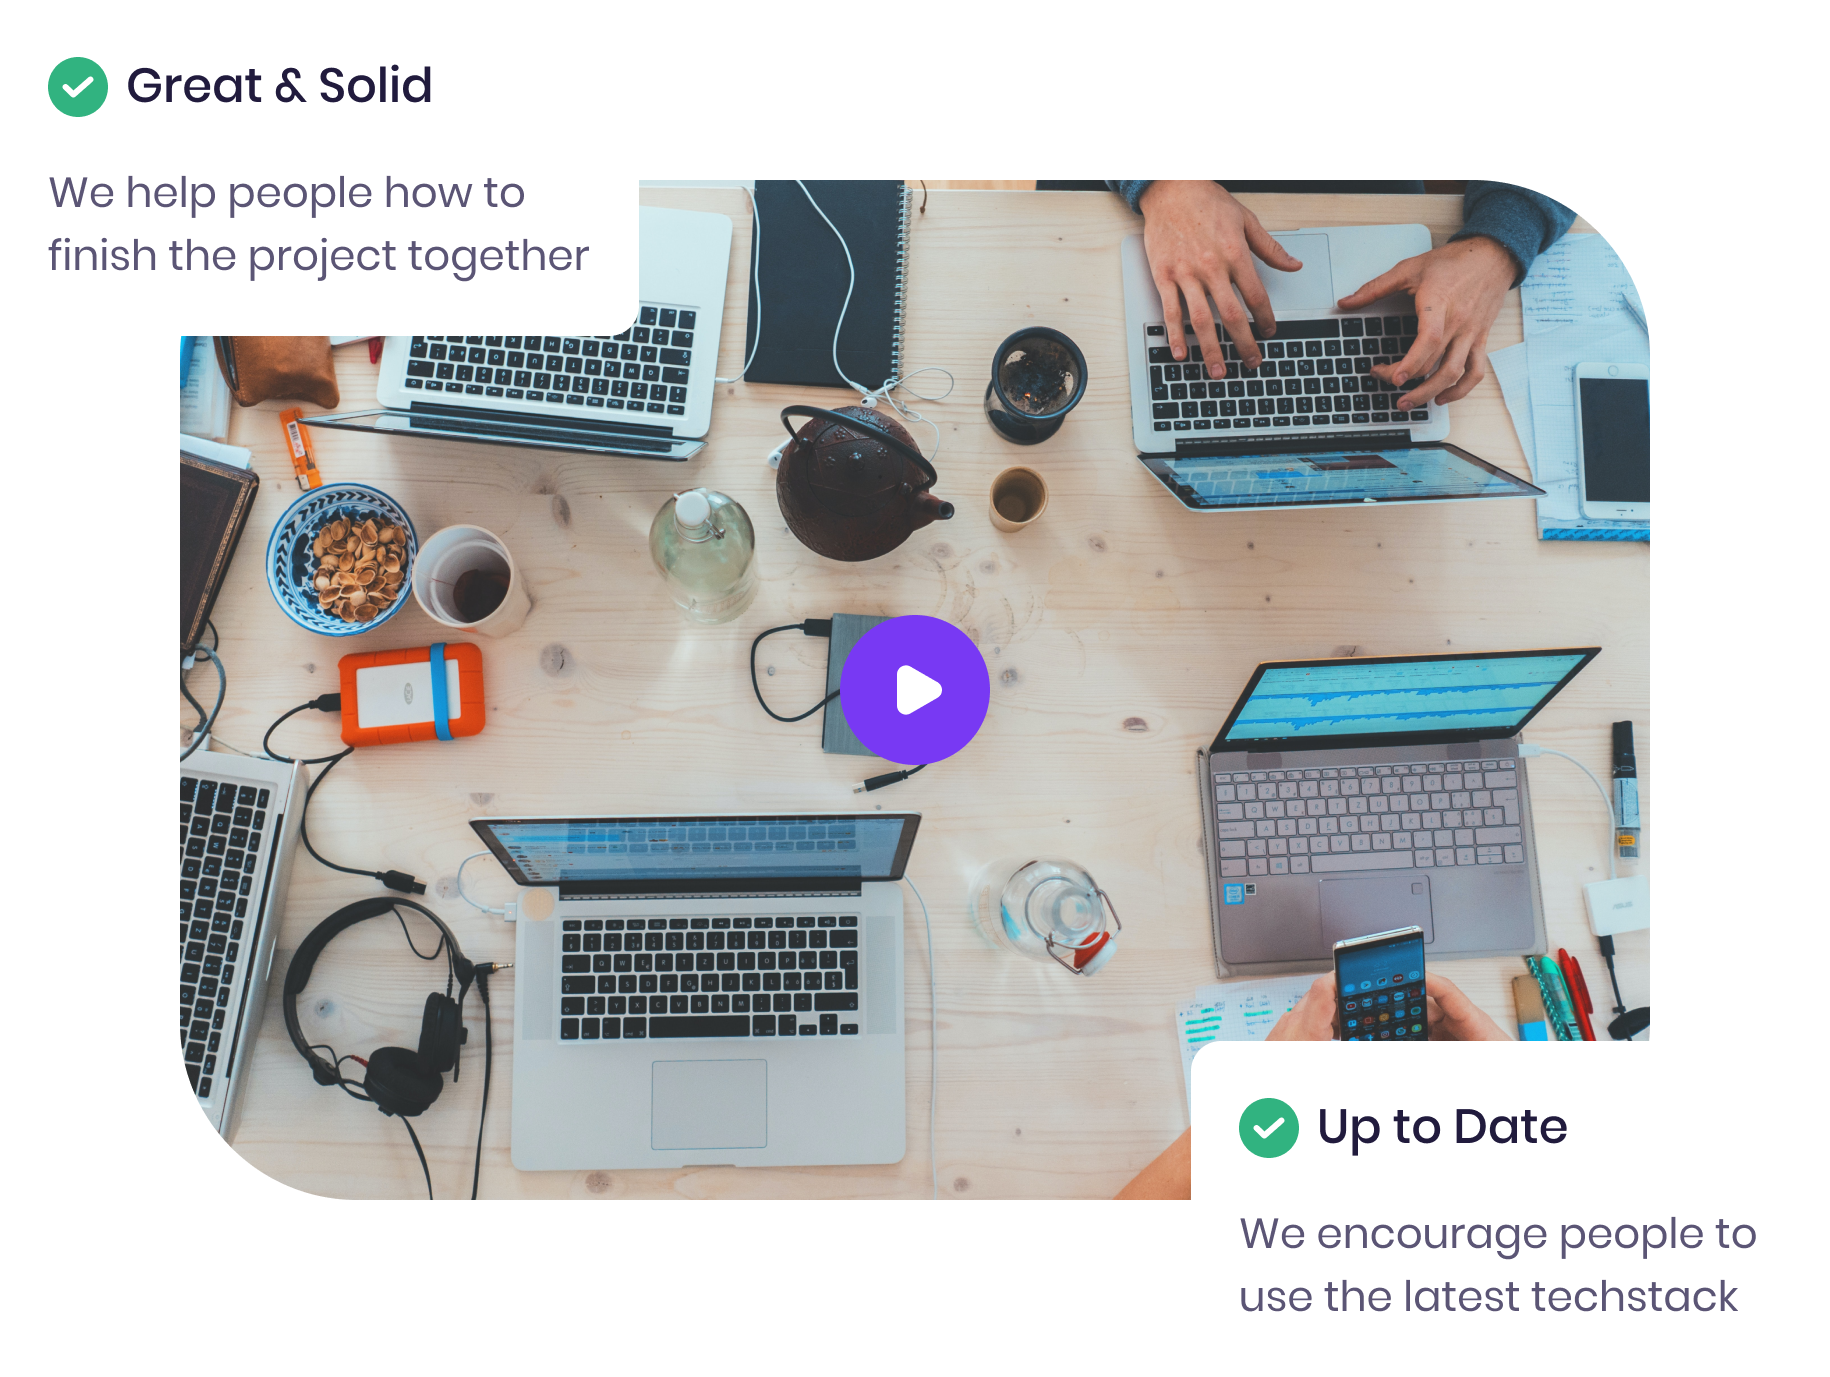 Great & Solid
We help people how to
finish the project together
Up to Date
We encourage people to
use the latest techstack